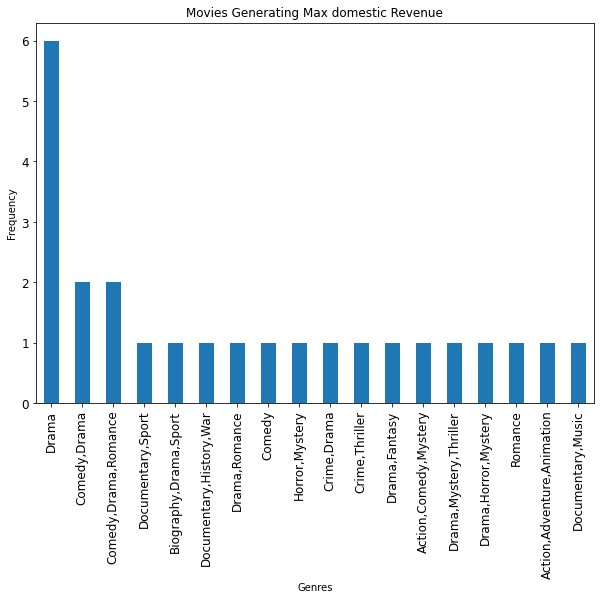 Movies Generating Max domestic Revenue
Frequency
6
5
4
3
2
1
0
Drama
Comedy,Drama
Comedy,Drama,Romance
Documentary,Sport
Biography,Drama,Sport
Documentary,History,War
Drama,Romance
Comedy
Horror,Mystery
Crime,Drama
Crime,Thriller
Drama,Fantasy
Action,Comedy,Mystery
Drama,Mystery,Thriller
Drama,Horror,Mystery
Romance
Action,Adventure,Animation
Documentary,Music
Genres